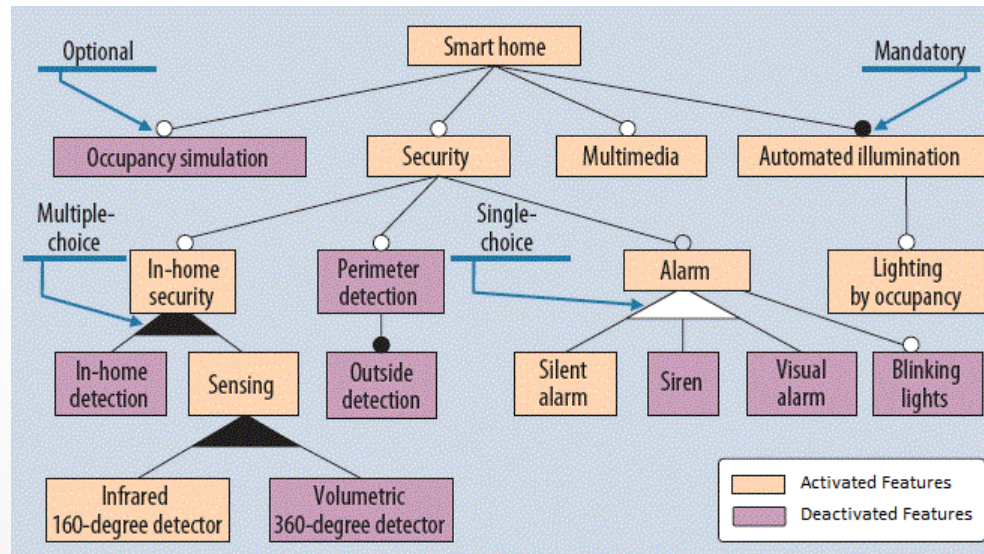 Smart home
Optional
Mandatory
Occupancy simulation
Security
Multimedia
Automated illumination
Multiple-
choice
Single-
choice
In-home
security
Perimeter
detection
Alarm
Lighting
by occupancy
In-home
detection
Sensing
Outside
detection
Silent
alarm
Siren
Visual
alarm
Blinking
lights
Infrared
160-degree detector
Volumetric
360-degree detector
Activated Features
Deactivated Features